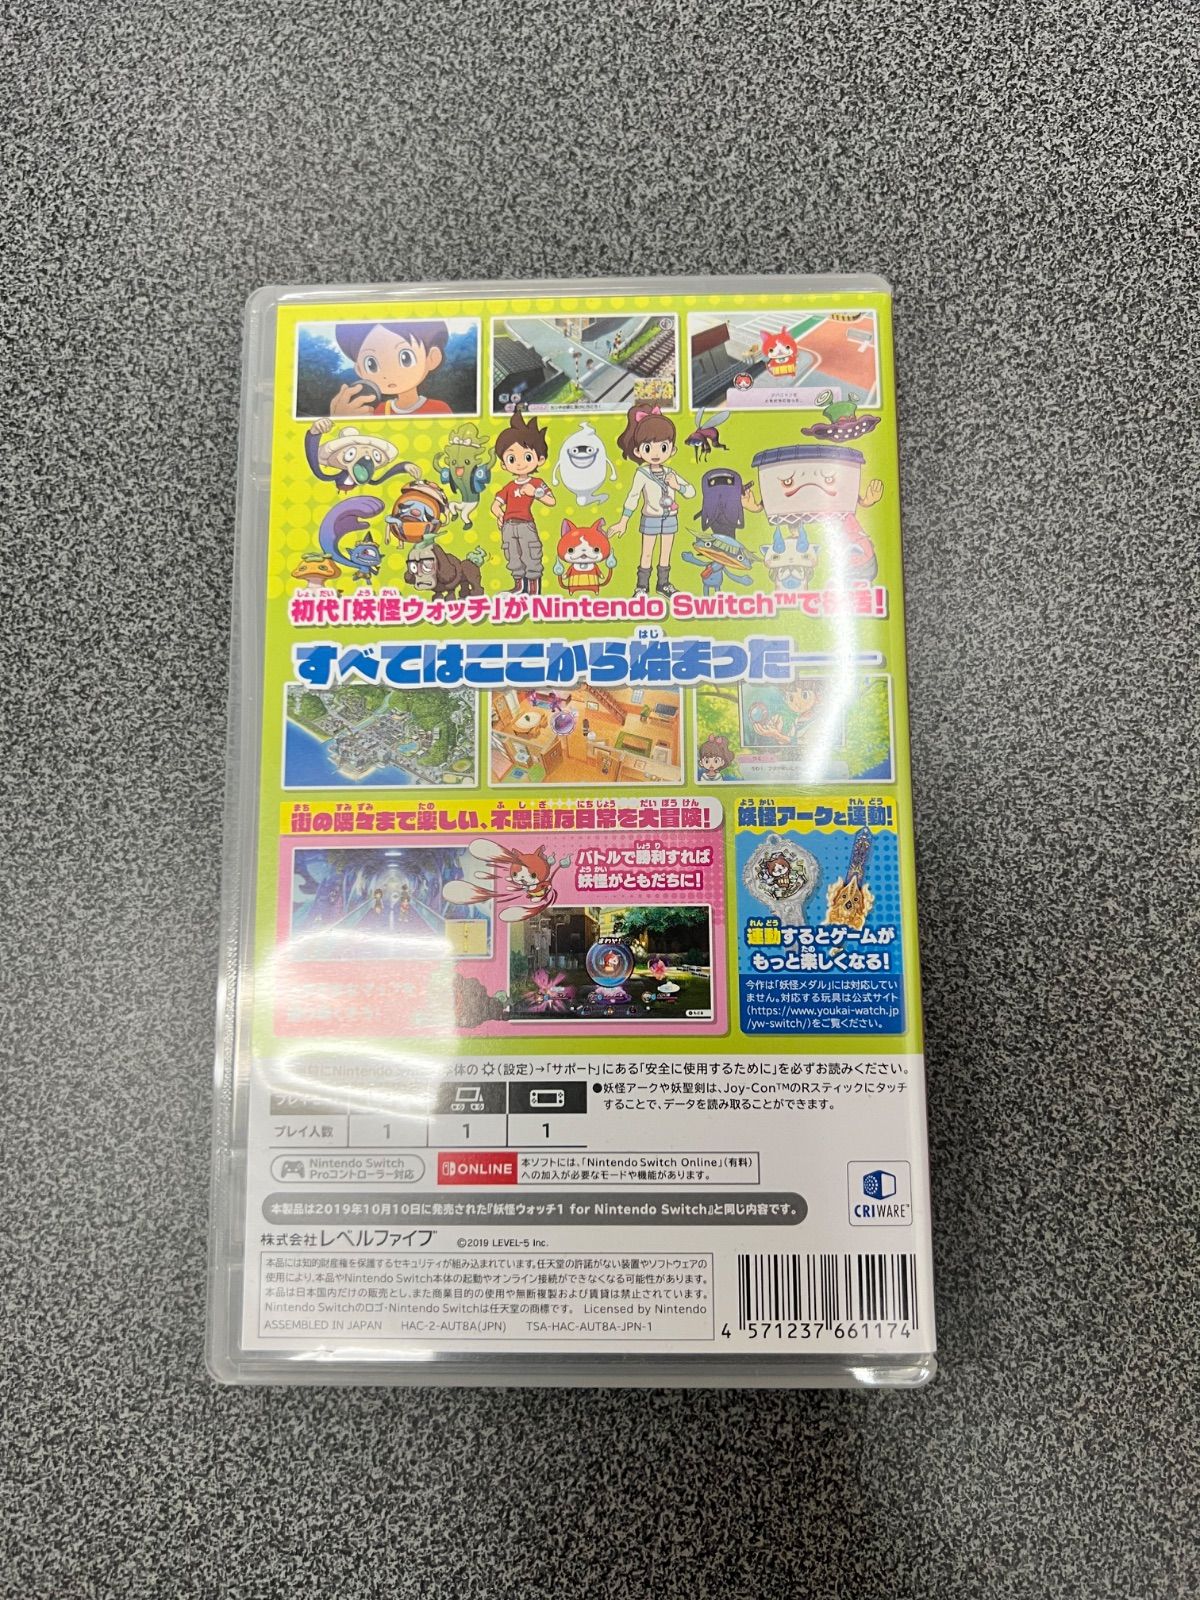 初代「妖怪ウォッチ」がNintendo Switch™で復活!
すべてはここから始まった――
街の隅々まで楽しい、不思議な日常を大冒険!
妖怪アークと連動!
バトルで勝利すれば
妖怪がともだちに!
連動するとゲームが
もっと楽しくなる!
今作は「妖怪メダル」には対応してい
ません。対応する玩具は公式サイト
(https://www.youkai-watch.jp
/yw-switch/)をご覧ください。
(設定)→「サポート」にある「安全に使用するために」を必ずお読みください。
●妖怪アークや妖聖剣は、Joy-Con™のRスティックにタッチ
することで、データを読み取ることができます。
プレイ人数 1 1 1
Nintendo Switch
Proコントローラー対応
ONLINE
本ソフトには、「Nintendo Switch Online」(有料)
への加入が必要なモードや機能があります。
CRIWARE™
本製品は2019年10月10日に発売された『妖怪ウォッチ1 for Nintendo Switch』と同じ内容です。
株式会社レベルファイブ ©2019 LEVEL-5 Inc.
本品には知的財産権を保護するセキュリティが組み込まれています。任天堂の許諾がない装置やソフトウェアの
使用により、本品やNintendo Switch本体の起動やオンライン接続ができなくなる可能性があります。
本品は日本国内だけの販売とし、また商業目的の使用や無断複製および賃貸は禁止されています。
Nintendo Switchのロゴ・Nintendo Switchは任天堂の商標です。 Licensed by Nintendo
ASSEMBLED IN JAPAN HAC-2-AUT8A(JPN) TSA-HAC-AUT8A-JPN-1
4 571237 661174